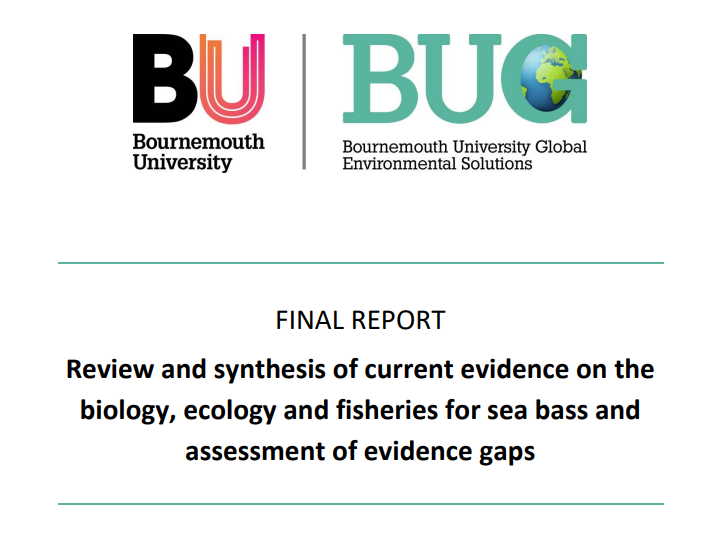 BU
Bournemouth
University
BUG
Bournemouth University Global
Environmental Solutions
FINAL REPORT
Review and synthesis of current evidence on the
biology, ecology and fisheries for sea bass and
assessment of evidence gaps